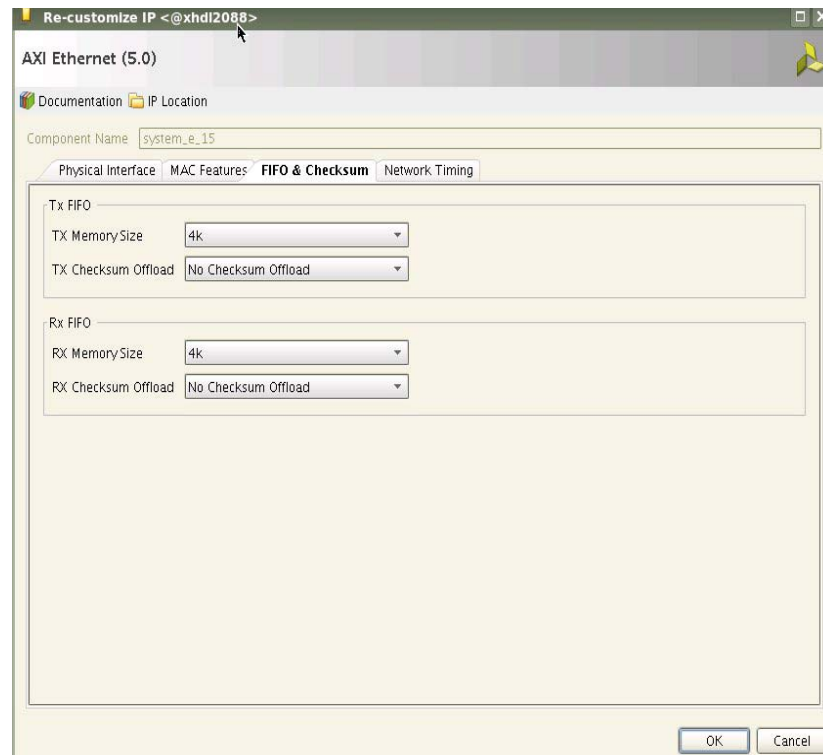 Re-customize IP <@xhdl2088>
AXI Ethernet (5.0)
Documentation IP Location
Component Name system_e_15
Physical Interface MAC Features FIFO & Checksum Network Timing
Tx FIFO
TX Memory Size 4k
TX Checksum Offload No Checksum Offload
Rx FIFO
RX Memory Size 4k
RX Checksum Offload No Checksum Offload
OK Cancel